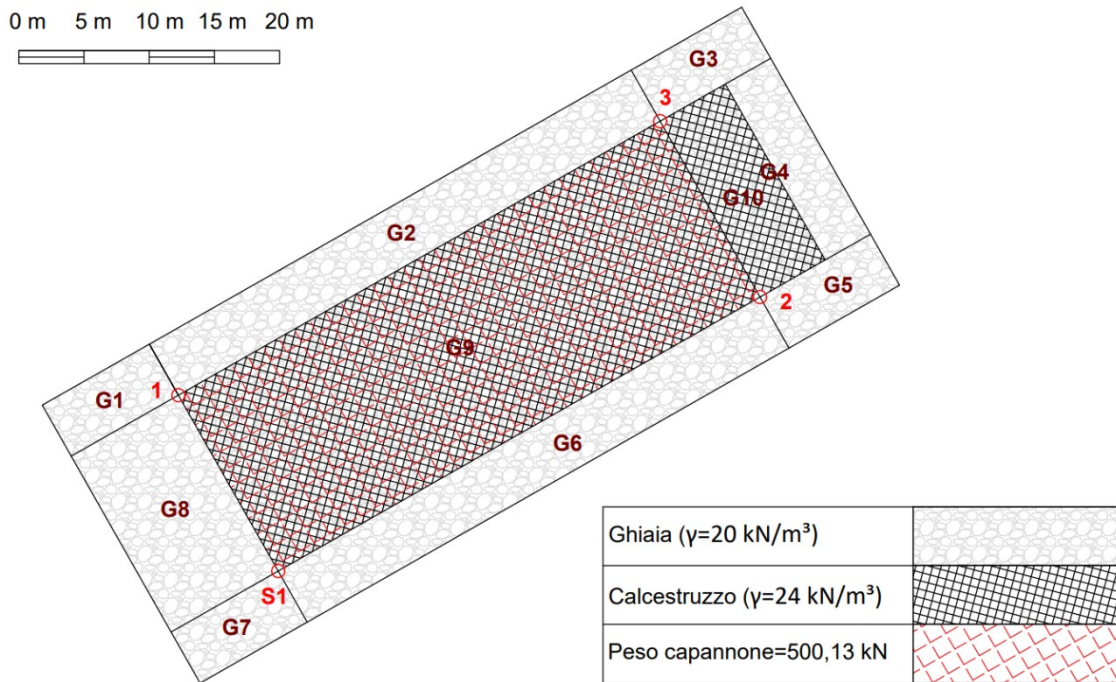 0 m 5 m 10 m 15 m 20 m
G3
3
G4
G10
G2
G5
2
G9
1
G1
G6
G8
S1
G7
Ghiaia (γ=20 kN/m³)
Calcestruzzo (γ=24 kN/m³)
Peso capannone=500,13 kN